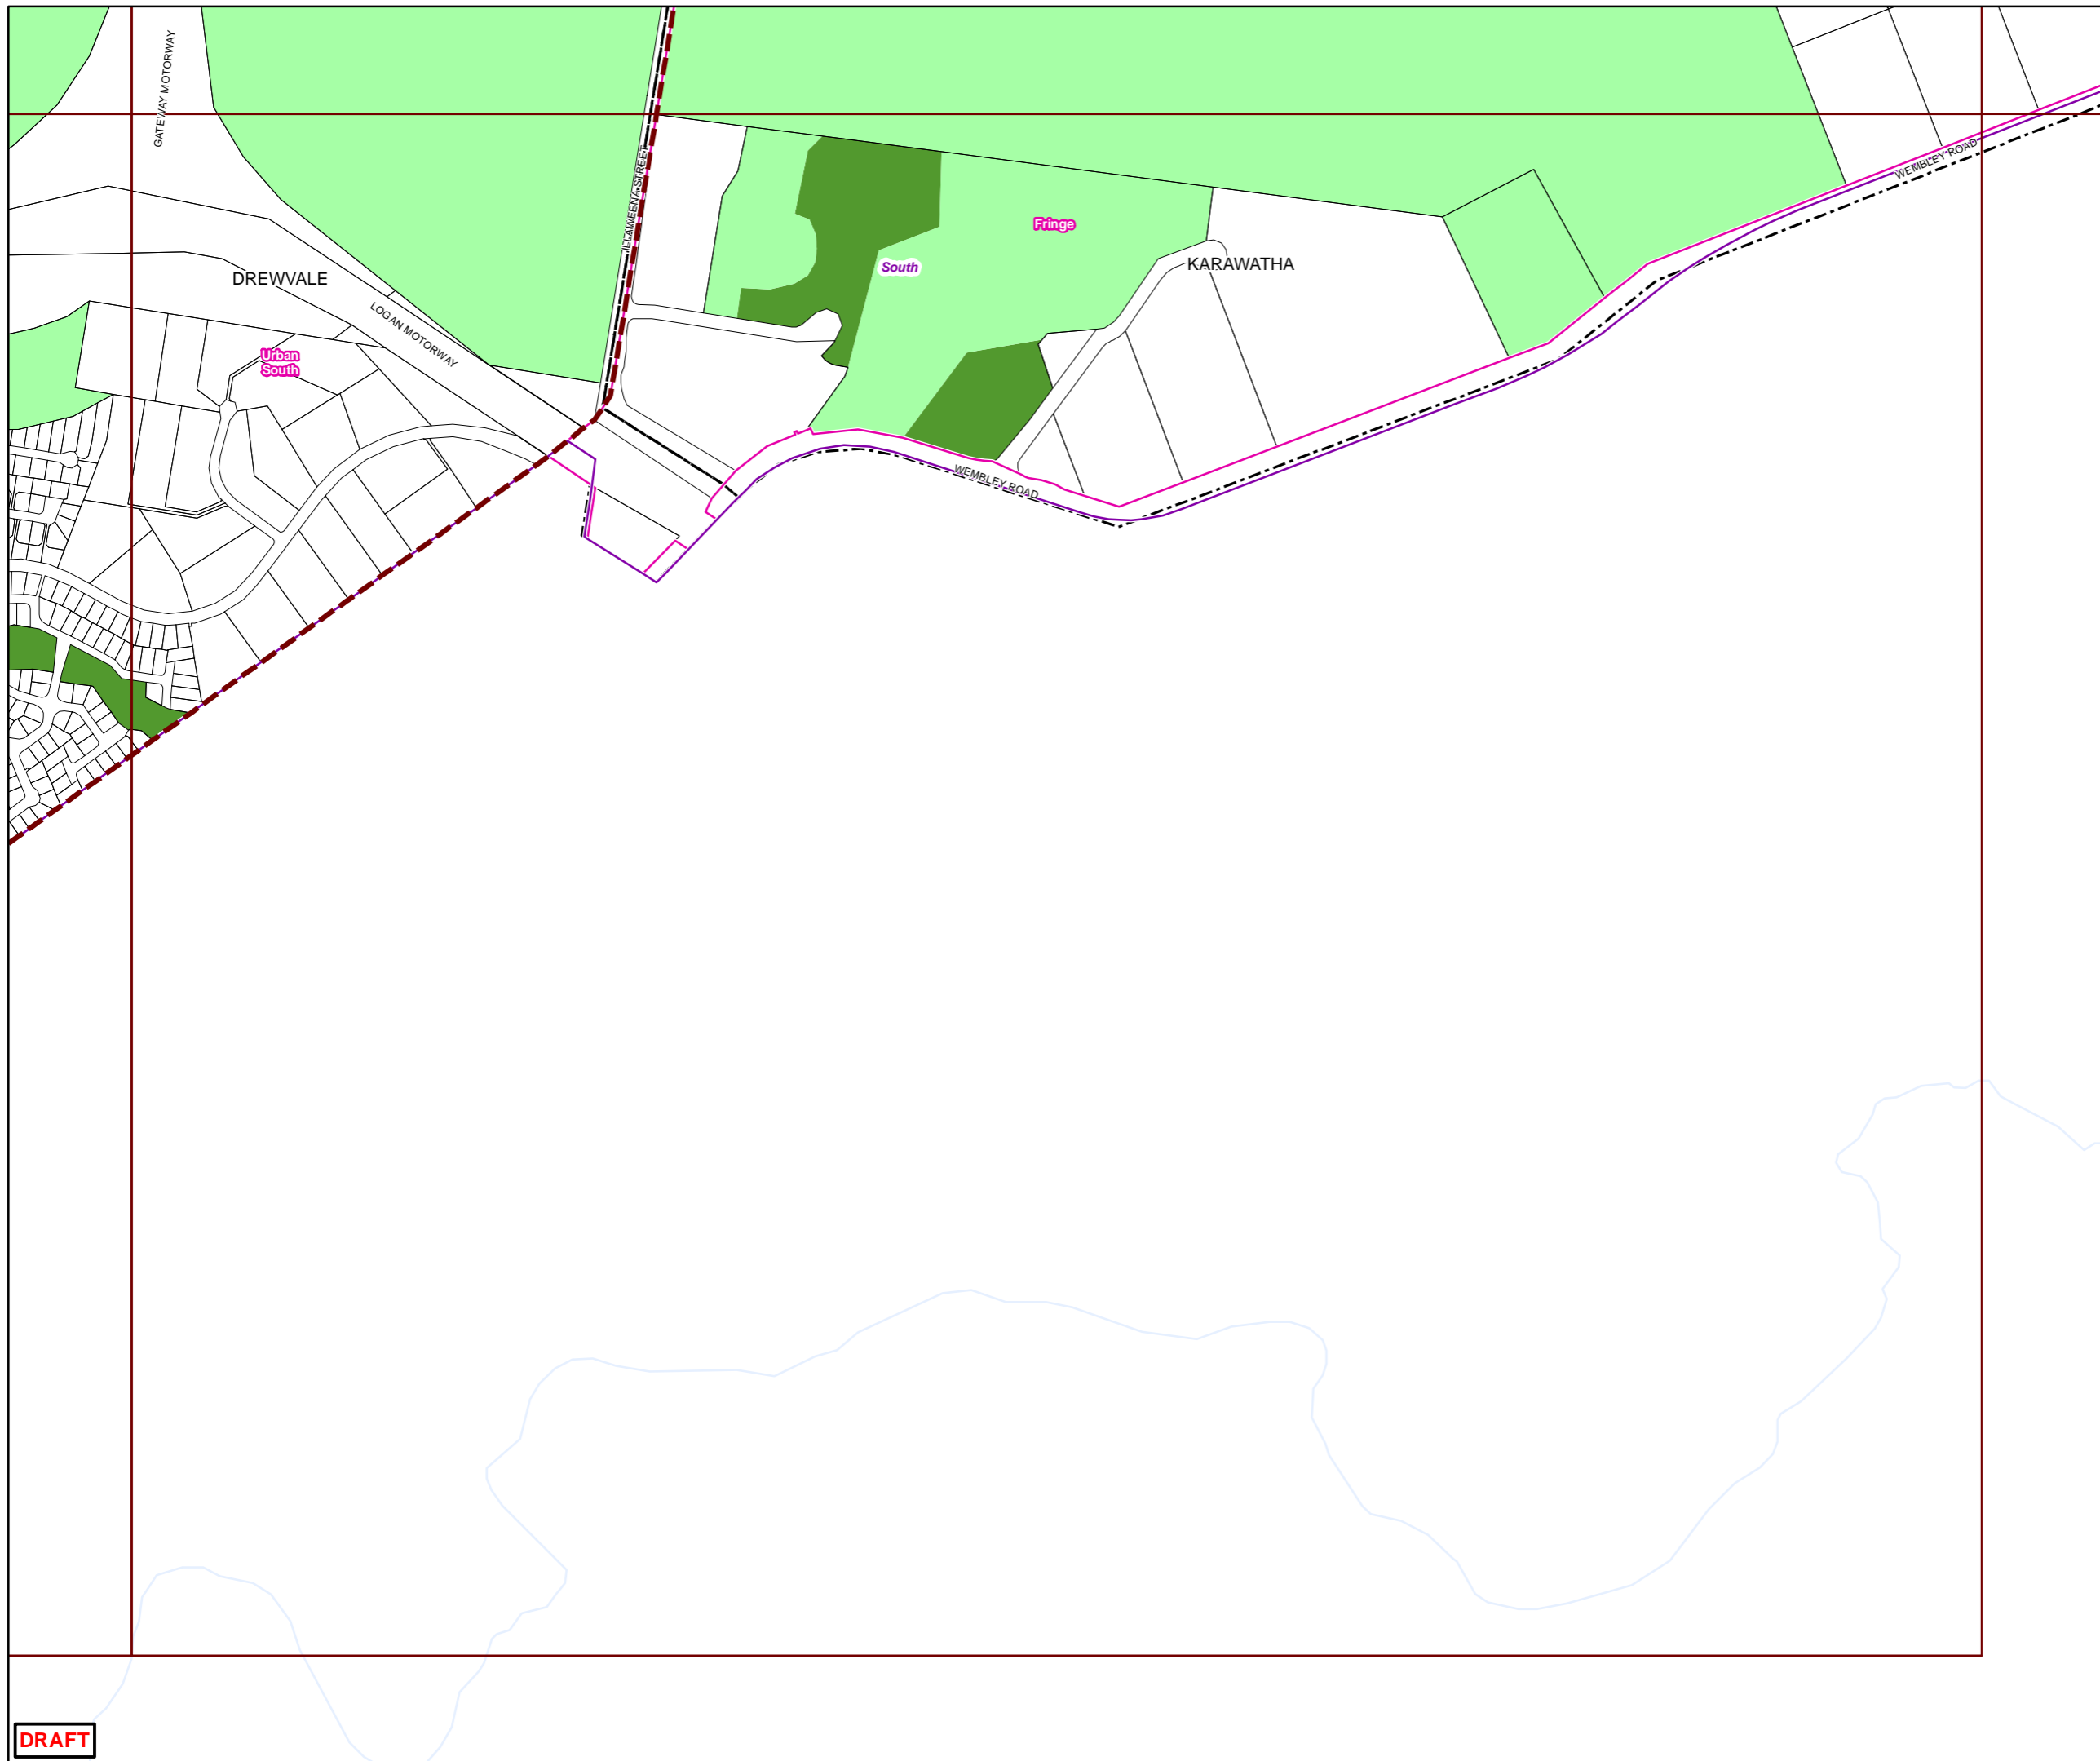 GATEWAY MOTORWAY
ILLAWEENA STREET
WEMBLEY ROAD
Fringe
South
KARAWATHA
DREWVALE
LOGAN MOTORWAY
Urban
South
WEMBLEY ROAD
DRAFT